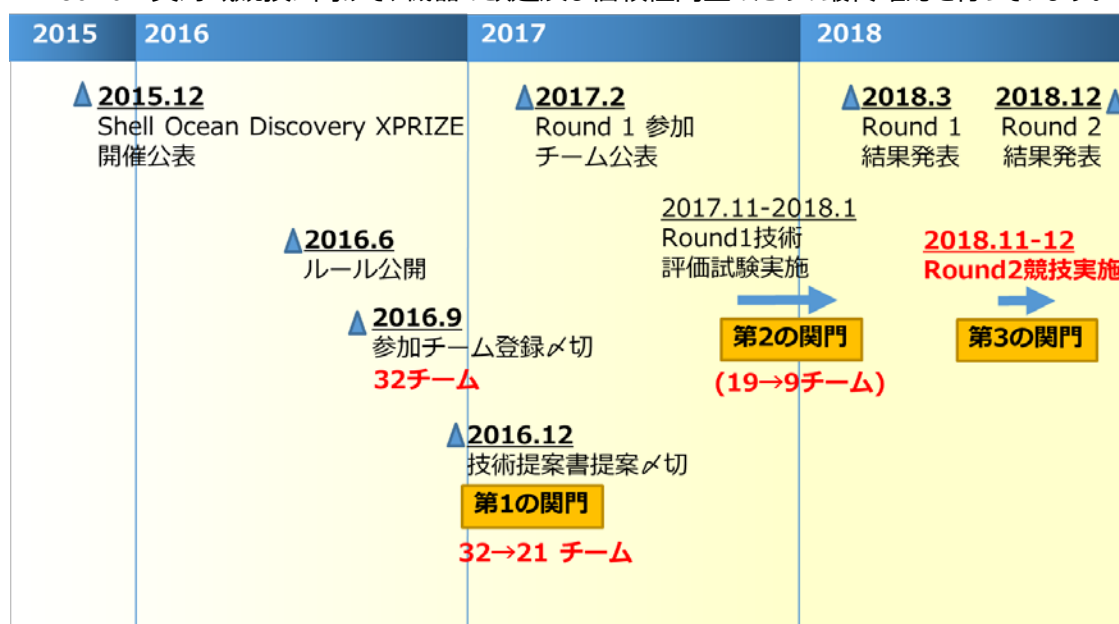 2015
2016
2017
2018
2015.12
Shell Ocean Discovery XPRIZE
開催公表
2017.2
Round 1 参加
チーム公表
2018.3
Round 1
結果発表
2018.12
Round 2
結果発表
2016.6
ルール公開
2017.11-2018.1
Round1技術
評価試験実施
2018.11-12
Round2競技実施
2016.9
参加チーム登録〆切
32チーム
第2の関門
(19→9チーム)
第3の関門
2016.12
技術提案書提案〆切
第1の関門
32→21 チーム